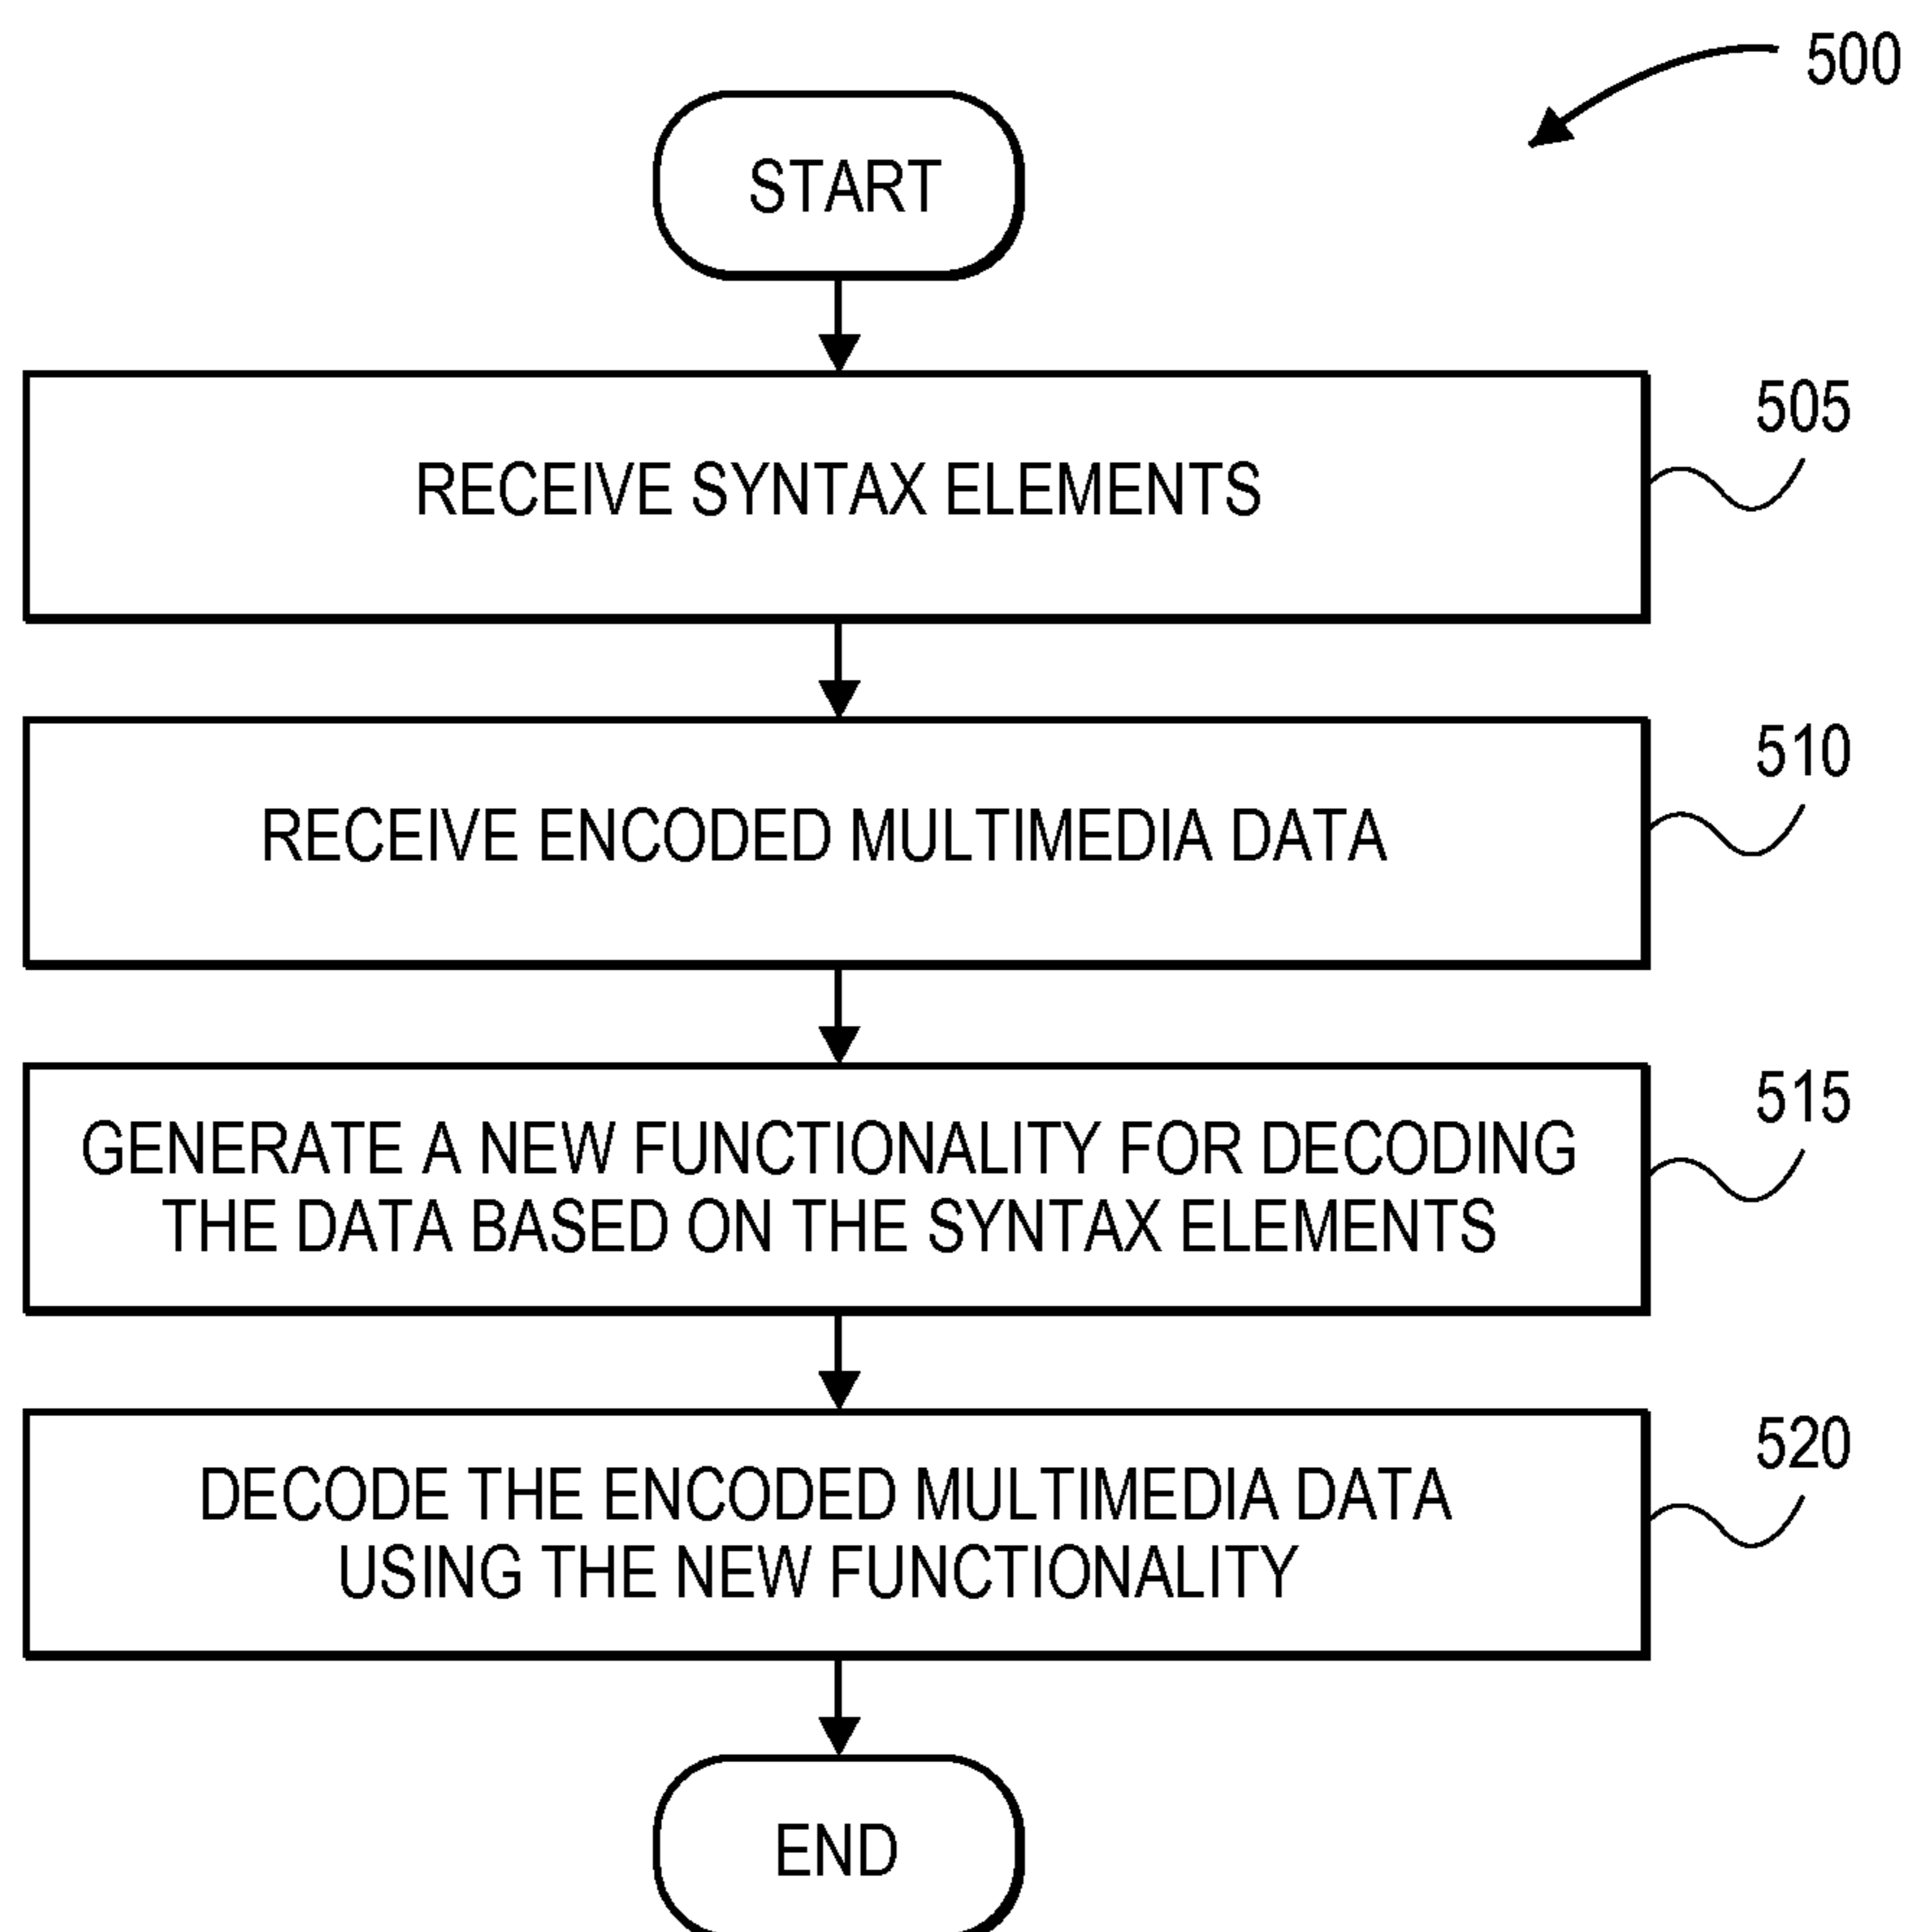 500
START
505
RECEIVE SYNTAX ELEMENTS
510
RECEIVE ENCODED MULTIMEDIA DATA
515
GENERATE A NEW FUNCTIONALITY FOR DECODING
THE DATA BASED ON THE SYNTAX ELEMENTS
520
DECODE THE ENCODED MULTIMEDIA DATA
USING THE NEW FUNCTIONALITY
END